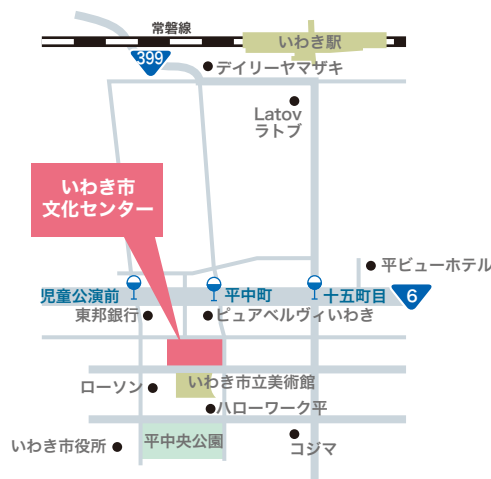 常磐線
いわき駅
399
デイリーヤマザキ
Latov
ラトブ
いわき市
文化センター
平ビューホテル
児童公演前
平中町
十五町目
6
東邦銀行
ピュアベルヴィいわき
いわき市立美術館
ローソン
ハローワーク平
いわき市役所
平中央公園
コジマ